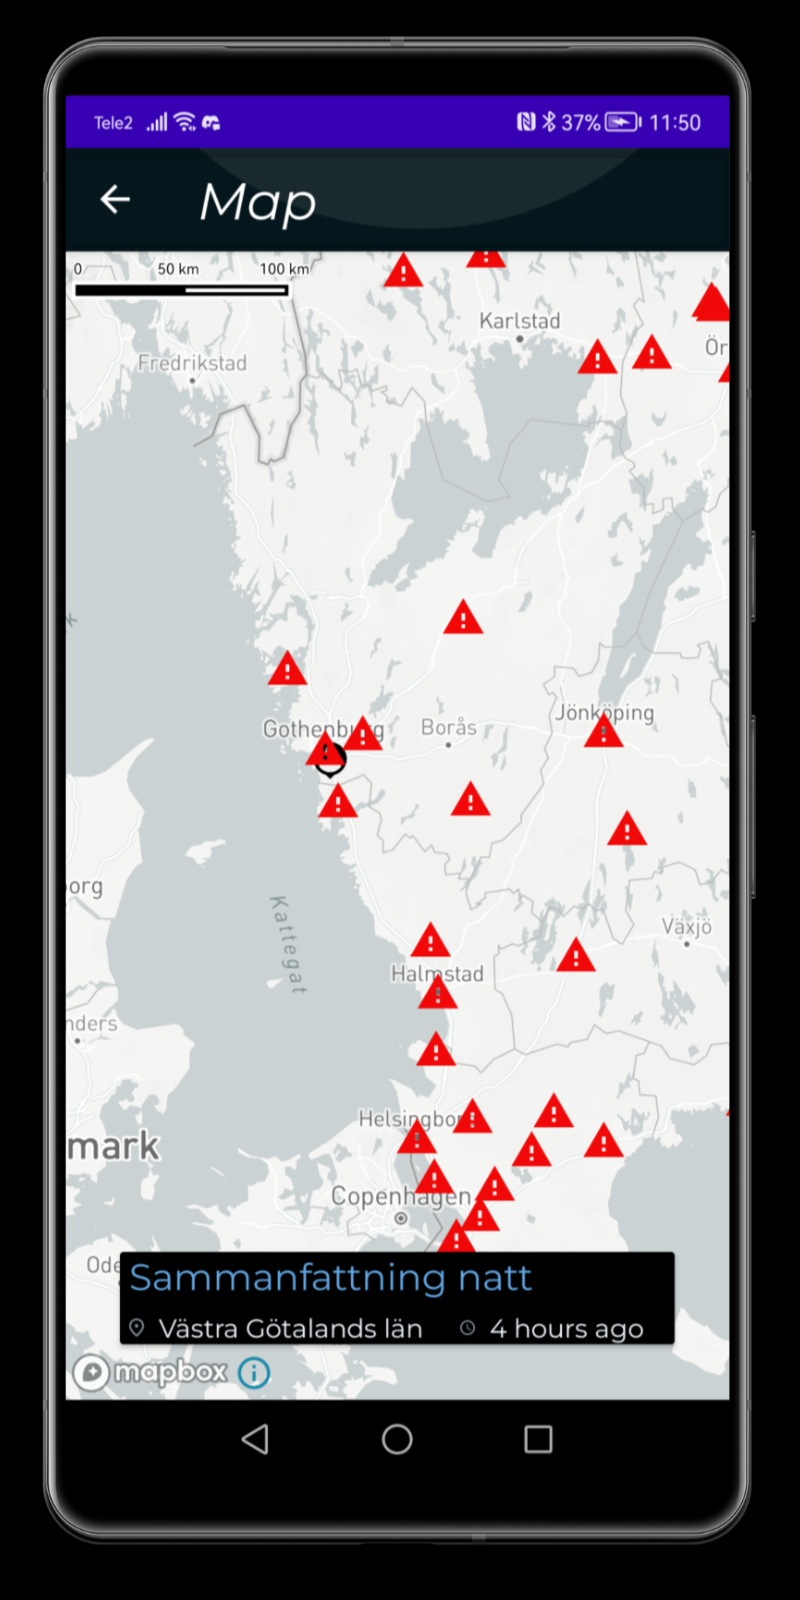 Tele2 37% 11:50
Map
0 50 km 100 km
Karlstad
Ör
Fredrikstad
Jönköping
Gothenburg Borås
org
Växjö
Kattegat
Halmstad
nders
Helsingbor
mark
Copenhagen
Ode
Sammanfattning natt
Västra Götalands län 4 hours ago
mapbox